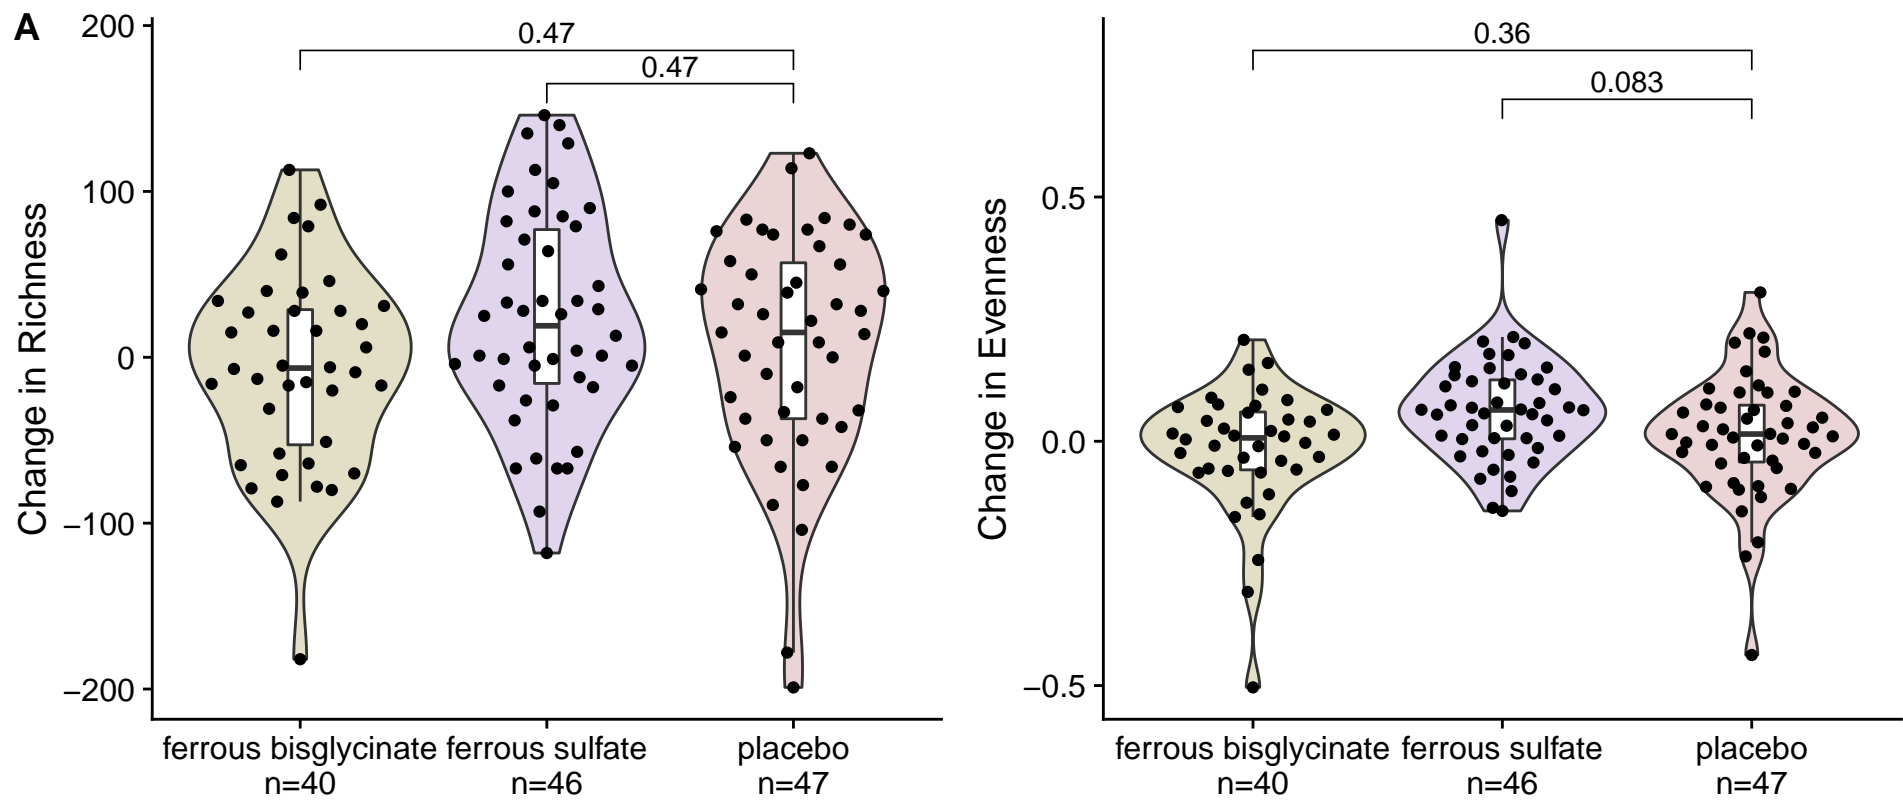 A
Change in Richness
200
100
0
−100
−200
0.47
0.47
ferrous bisglycinate ferrous sulfate placebo
n=40 n=46 n=47
Change in Evenness
0.5
0.0
−0.5
0.36
0.083
ferrous bisglycinate ferrous sulfate placebo
n=40 n=46 n=47